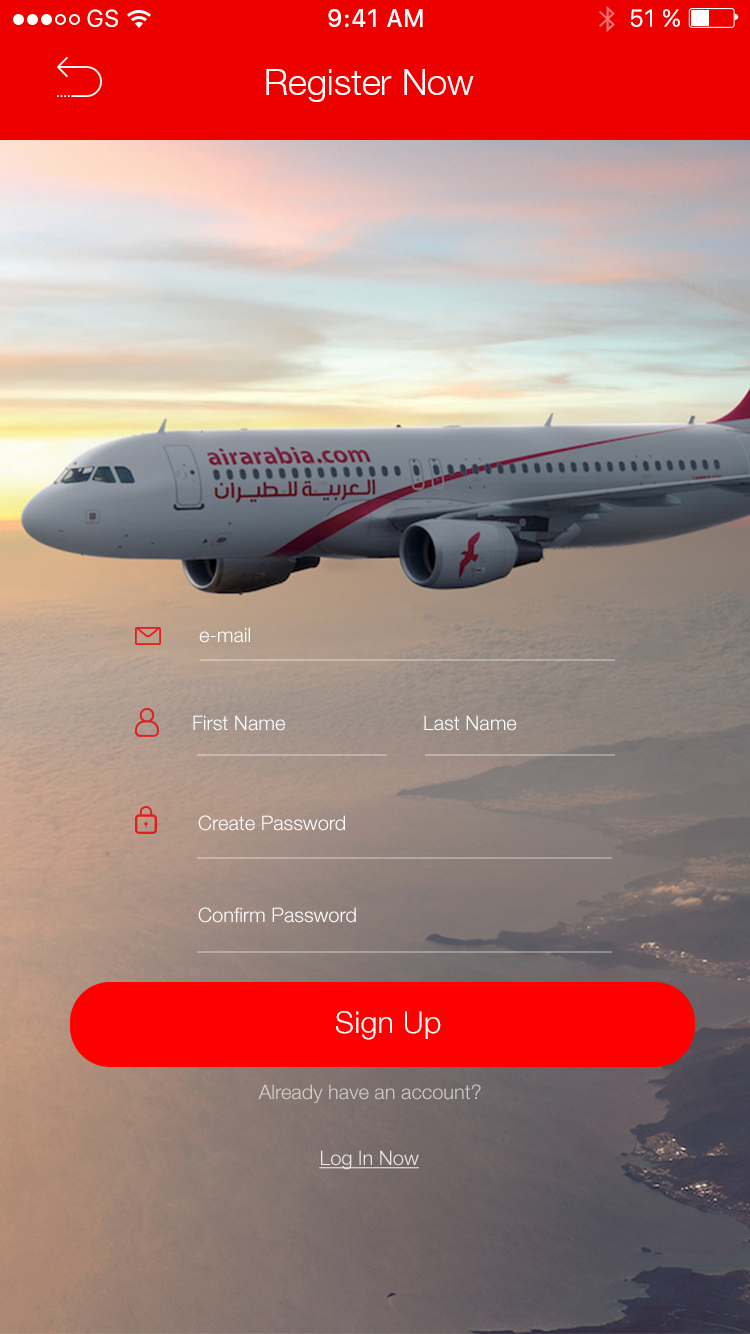 GS 9:41 AM 51 %
Register Now
airarabia.com
العربية للطيران
e-mail
First Name Last Name
Create Password
Confirm Password
Sign Up
Already have an account?
Log In Now